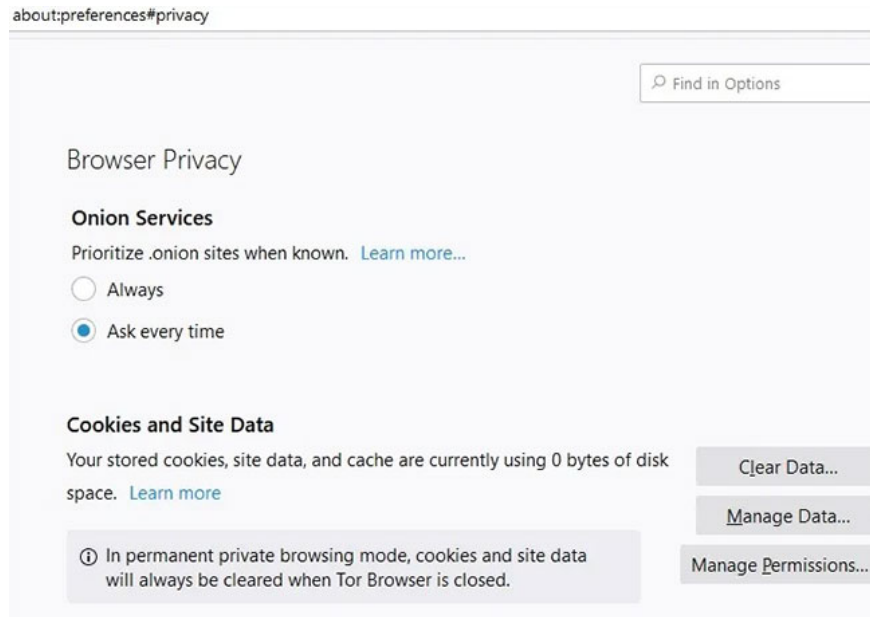 about:preferences#privacy
Find in Options
Browser Privacy
Onion Services
Prioritize .onion sites when known. Learn more...
Always
Ask every time
Cookies and Site Data
Your stored cookies, site data, and cache are currently using 0 bytes of disk
space. Learn more
Clear Data...
Manage Data...
Manage Permissions...
In permanent private browsing mode, cookies and site data
will always be cleared when Tor Browser is closed.